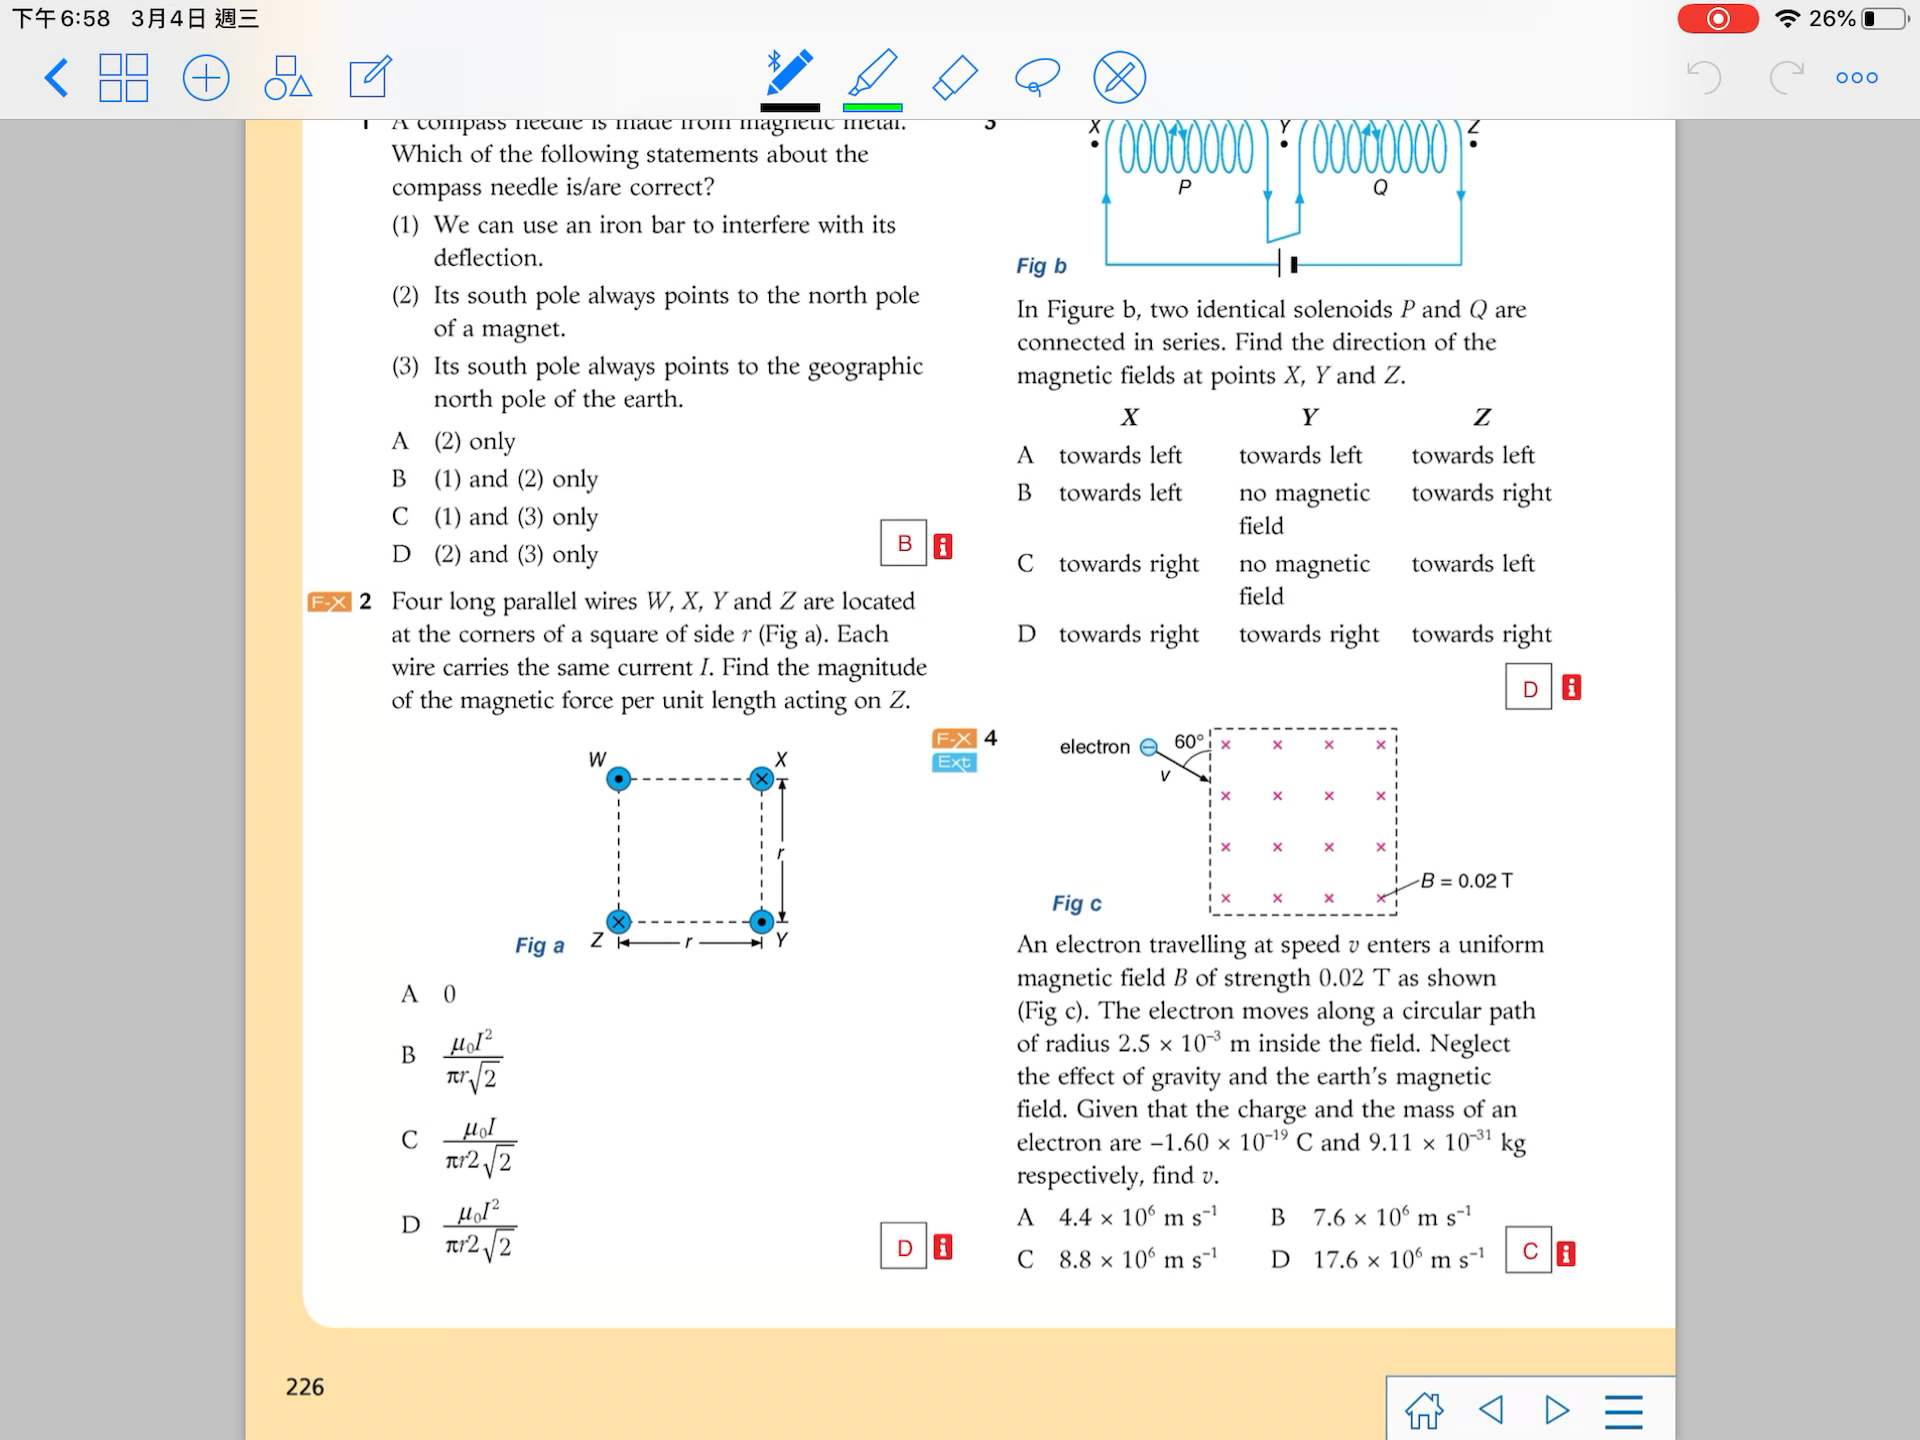 下午6:58 3月4日 週三
26%
1 A compass needle is made from magnetic metal.
Which of the following statements about the
compass needle is/are correct?
(1) We can use an iron bar to interfere with its
deflection.
(2) Its south pole always points to the north pole
of a magnet.
(3) Its south pole always points to the geographic
north pole of the earth.
A (2) only
B (1) and (2) only
C (1) and (3) only
D (2) and (3) only
B i
F-X 2 Four long parallel wires W, X, Y and Z are located
at the corners of a square of side r (Fig a). Each
wire carries the same current I. Find the magnitude
of the magnetic force per unit length acting on Z.
W X
r
Z r Y
Fig a
A 0
B μ₀I²/πr√2
C μ₀I/πr2√2
D μ₀I²/πr2√2
D i
3
X Y Z
P Q
Fig b
In Figure b, two identical solenoids P and Q are
connected in series. Find the direction of the
magnetic fields at points X, Y and Z.
X Y Z
A towards left towards left towards left
B towards left no magnetic towards right
field
C towards right no magnetic towards left
field
D towards right towards right towards right
D i
F-X 4
Ext
electron 60°
v
B = 0.02 T
Fig c
An electron travelling at speed v enters a uniform
magnetic field B of strength 0.02 T as shown
(Fig c). The electron moves along a circular path
of radius 2.5 × 10⁻³ m inside the field. Neglect
the effect of gravity and the earth's magnetic
field. Given that the charge and the mass of an
electron are −1.60 × 10⁻¹⁹ C and 9.11 × 10⁻³¹ kg
respectively, find v.
A 4.4 × 10⁶ m s⁻¹ B 7.6 × 10⁶ m s⁻¹
C 8.8 × 10⁶ m s⁻¹ D 17.6 × 10⁶ m s⁻¹
C i
226